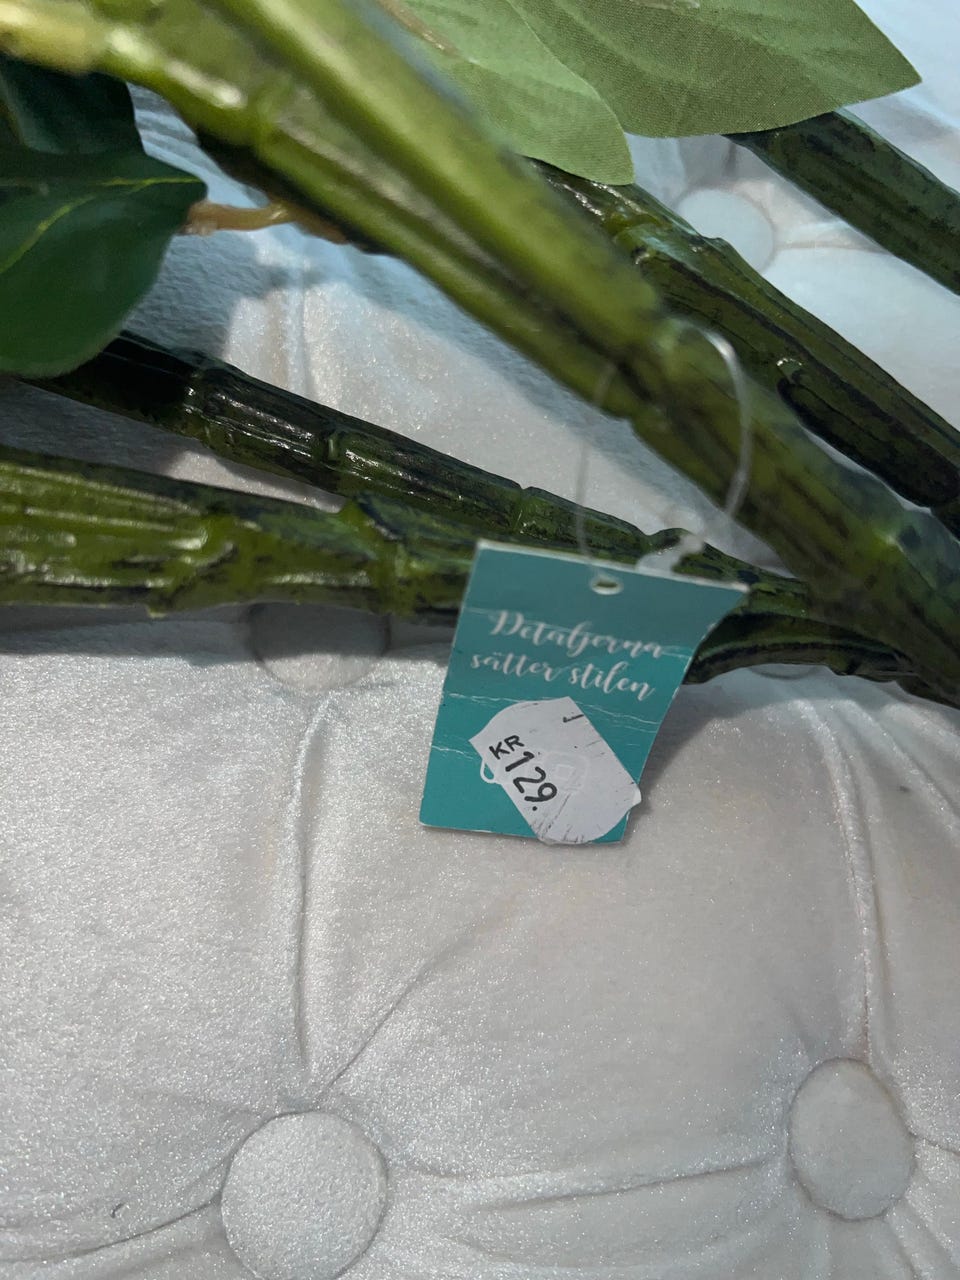 Detaljerna
sätter stilen
KR
129.